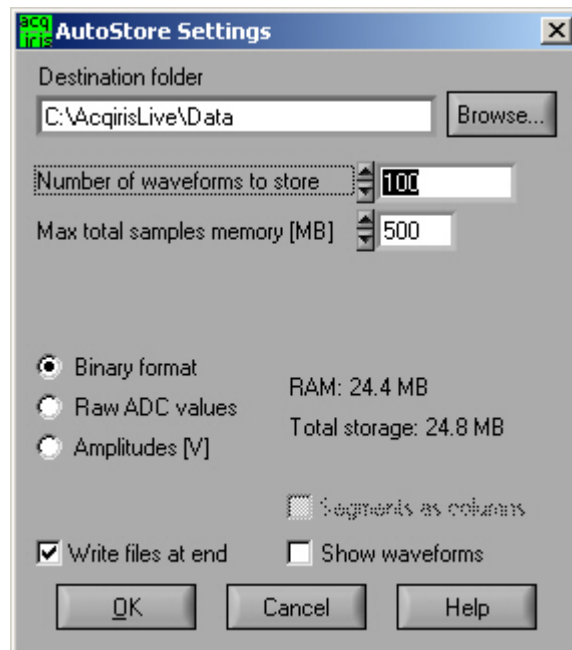 acq
iris
AutoStore Settings
Destination folder
C:\AcqirisLive\Data
Browse...
Number of waveforms to store
100
Max total samples memory [MB]
500
Binary format
Raw ADC values
Amplitudes [V]
RAM: 24.4 MB
Total storage: 24.8 MB
Segments as columns
Write files at end
Show waveforms
OK
Cancel
Help